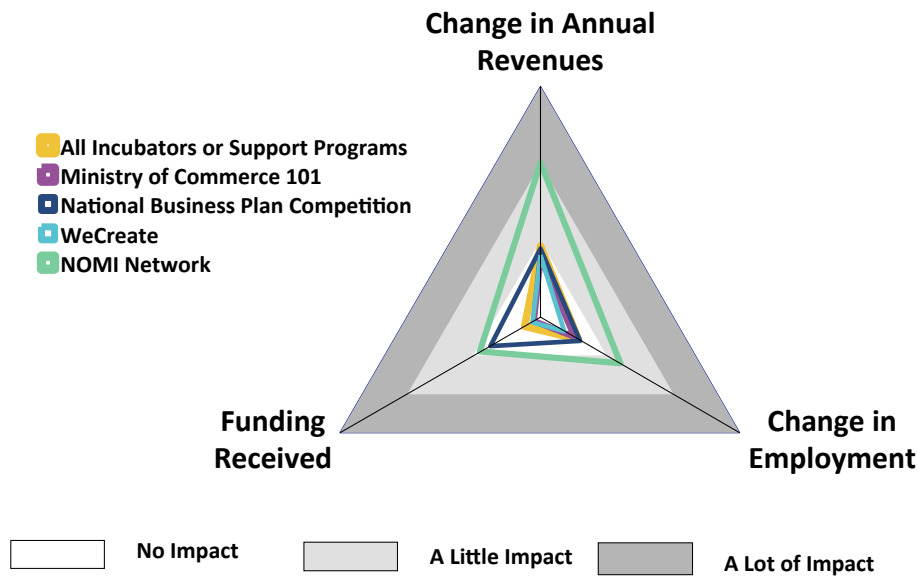 Change in Annual
Revenues
All Incubators or Support Programs
Ministry of Commerce 101
National Business Plan Competition
WeCreate
NOMI Network
Funding
Received
Change in
Employment
No Impact
A Little Impact
A Lot of Impact